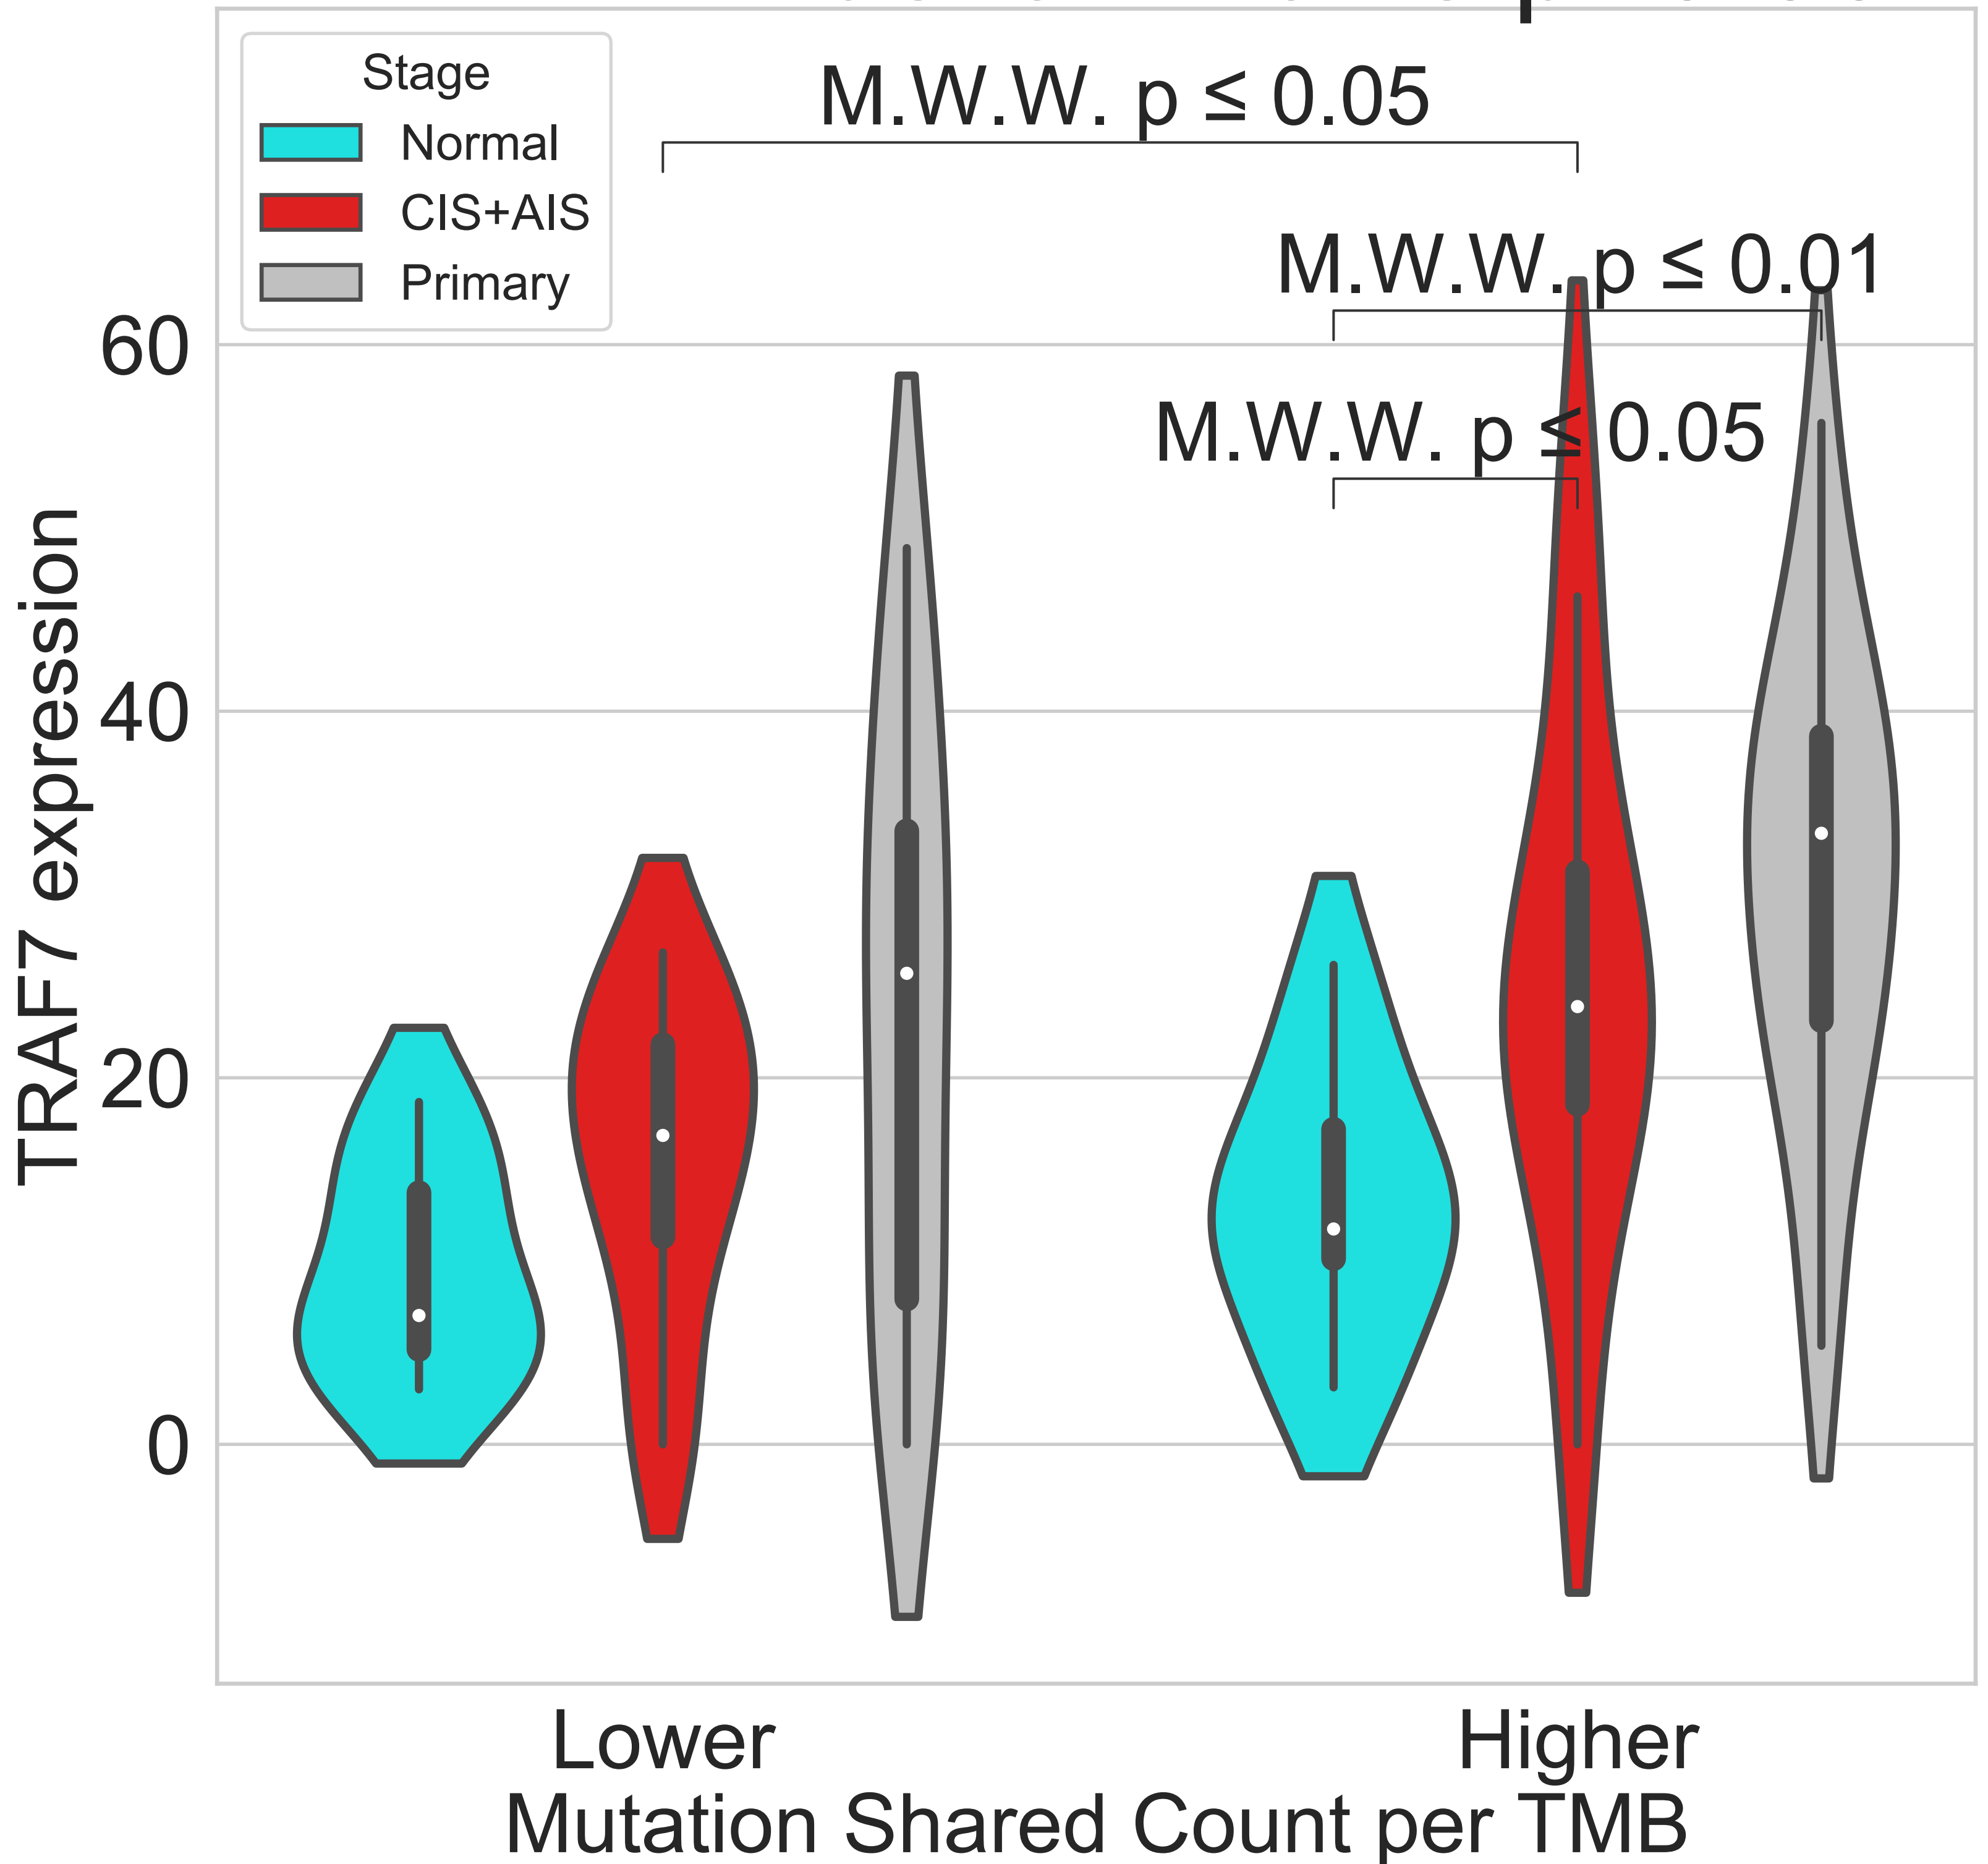 Stage
Normal
CIS+AIS
Primary
M.W.W. p ≤ 0.05
M.W.W. p ≤ 0.01
M.W.W. p ≤ 0.05
60
40
20
0
TRAF7 expression
Lower
Higher
Mutation Shared Count per TMB